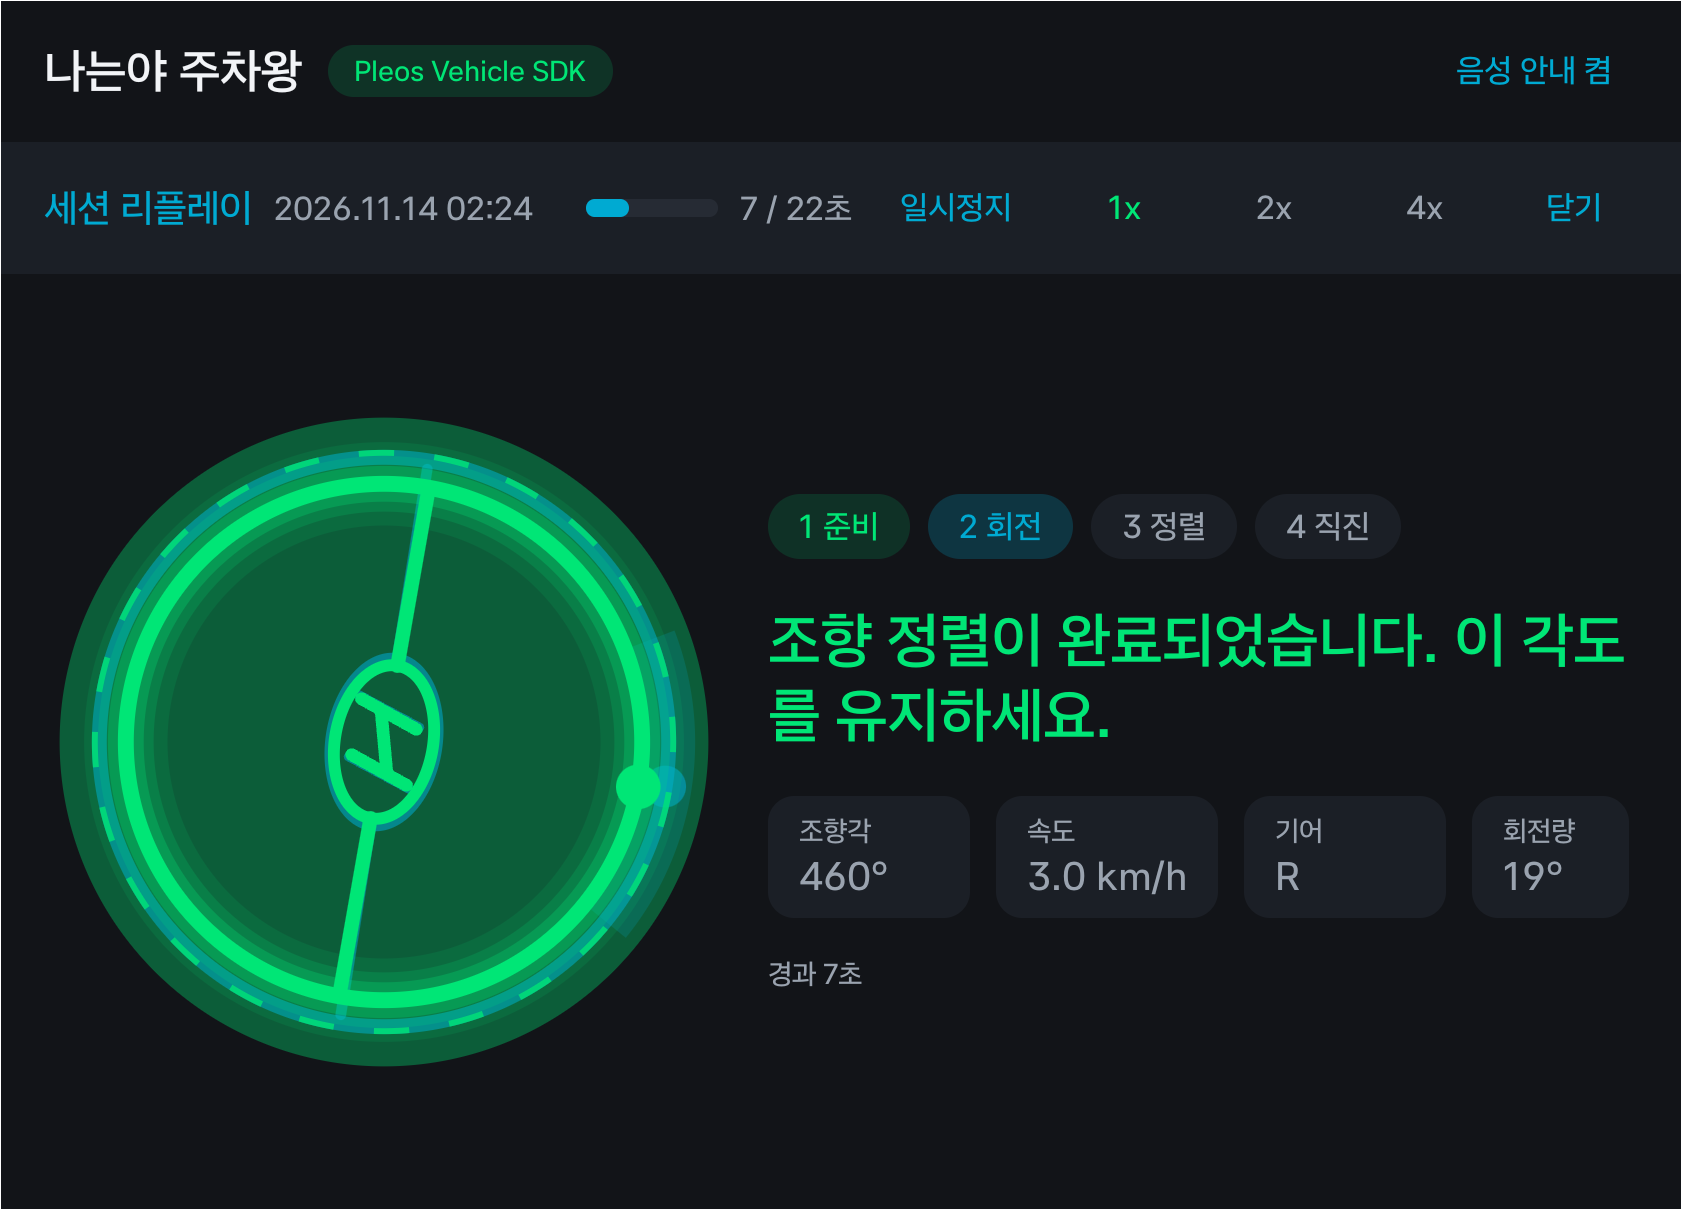 나는야 주차왕
Pleos Vehicle SDK
음성 안내 켬
세션 리플레이 2026.11.14 02:24 7 / 22초 일시정지 1x 2x 4x 닫기
1 준비 2 회전 3 정렬 4 직진
조향 정렬이 완료되었습니다. 이 각도
를 유지하세요.
조향각 속도 기어 회전량
460° 3.0 km/h R 19°
경과 7초